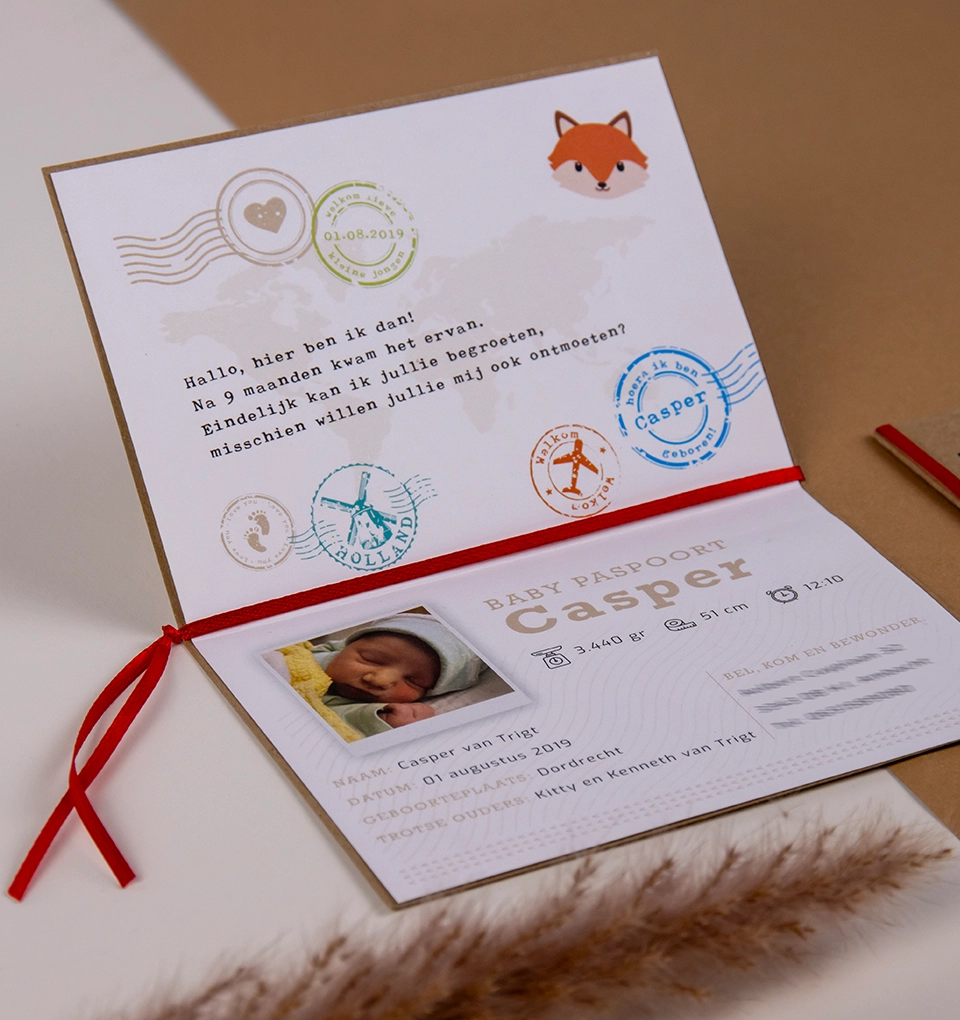 Welkom lieve
01.08.2019
kleine jongen
Hallo, hier ben ik dan!
Na 9 maanden kwam het ervan.
Eindelijk kan ik jullie begroeten,
misschien willen jullie mij ook ontmoeten?
hoera ik ben
Casper
geboren!
Welkom
Welkom
HOLLAND
BABY PASPOORT
Casper
3.440 gr 51 cm 12:10
BEL, KOM EN BEWONDER
NAAM: Casper van Trigt
DATUM: 01 augustus 2019
GEBOORTEPLAATS: Dordrecht
TROTSE OUDERS: Kitty en Kenneth van Trigt